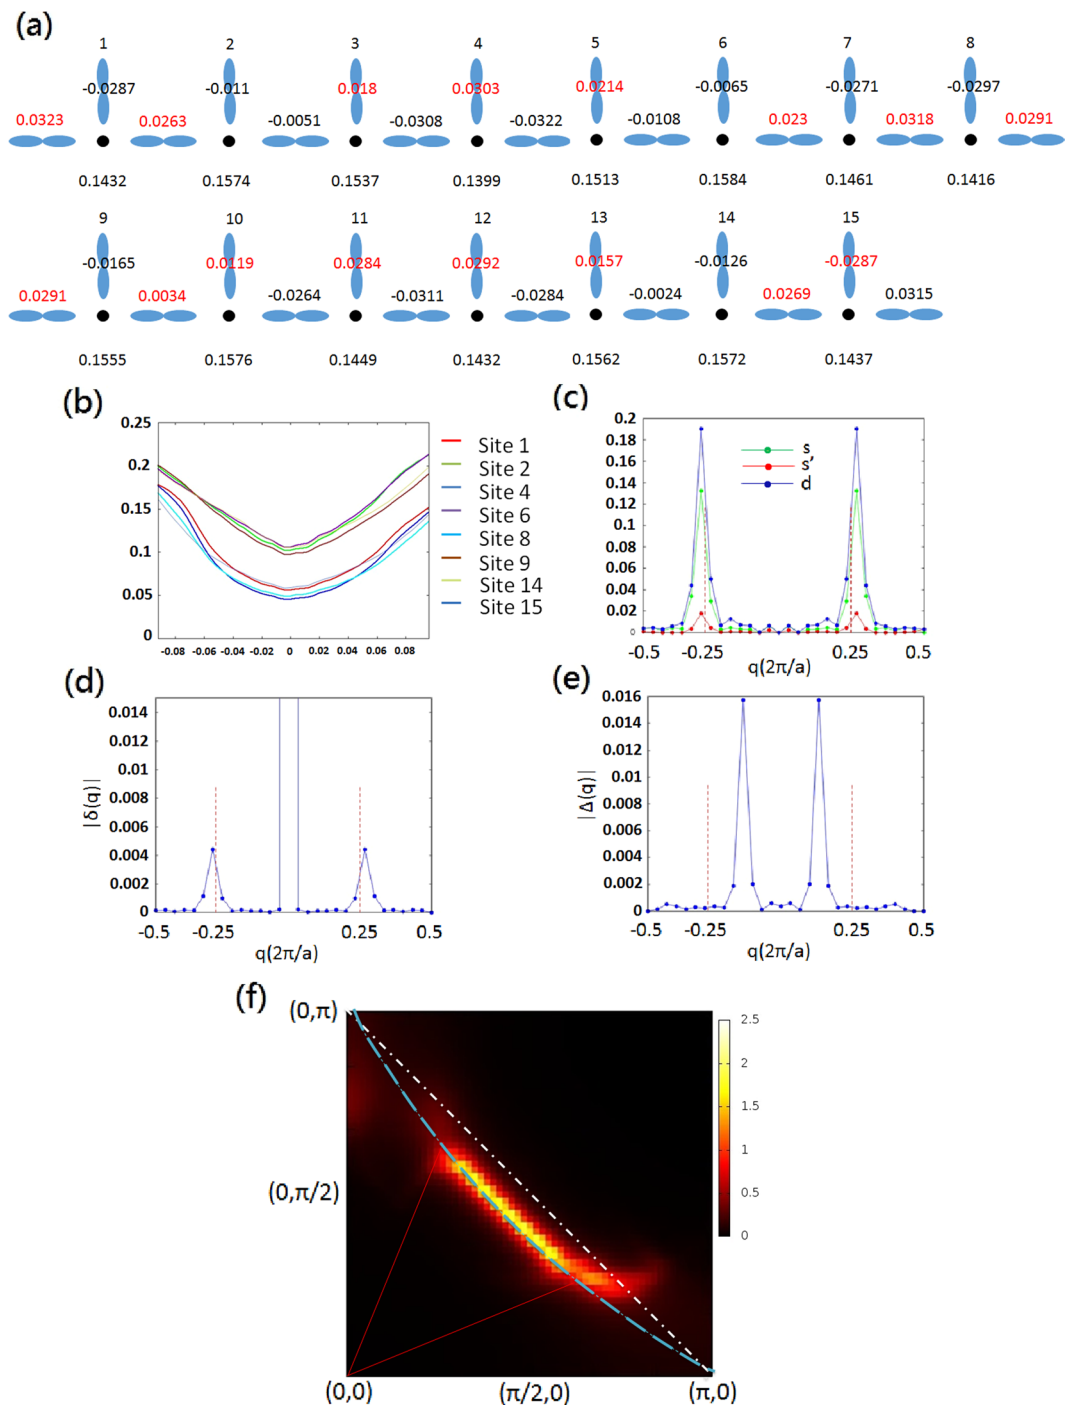 (a)
1 2 3 4 5 6 7 8
-0.0287 -0.011 0.018 0.0303 0.0214 -0.0065 -0.0271 -0.0297
0.0323 0.0263 -0.0051 -0.0308 -0.0322 -0.0108 0.023 0.0318 0.0291
0.1432 0.1574 0.1537 0.1399 0.1513 0.1584 0.1461 0.1416
9 10 11 12 13 14 15
-0.0165 0.0119 0.0284 0.0292 0.0157 -0.0126 -0.0287
0.0291 0.0034 -0.0264 -0.0311 -0.0284 -0.0024 0.0269 0.0315
0.1555 0.1576 0.1449 0.1432 0.1562 0.1572 0.1437
(b)
0.25
0.2
0.15
0.1
0.05
0
-0.08 -0.06 -0.04 -0.02 0 0.02 0.04 0.06 0.08
Site 1
Site 2
Site 4
Site 6
Site 8
Site 9
Site 14
Site 15
(c)
0.2
0.18
0.16
0.14
0.12
0.1
0.08
0.06
0.04
0.02
0
s
s'
d
-0.5 -0.25 0.25 0.5
q(2π/a)
(d)
0.014
0.012
0.01
0.008
0.006
0.004
0.002
0
|δ(q)|
-0.5 -0.25 0.25 0.5
q(2π/a)
(e)
0.016
0.014
0.012
0.01
0.008
0.006
0.004
0.002
0
|Δ(q)|
-0.5 -0.25 0.25 0.5
q(2π/a)
(f)
(0,π)
(0,π/2)
(0,0) (π/2,0) (π,0)
2.5
2
1.5
1
0.5
0